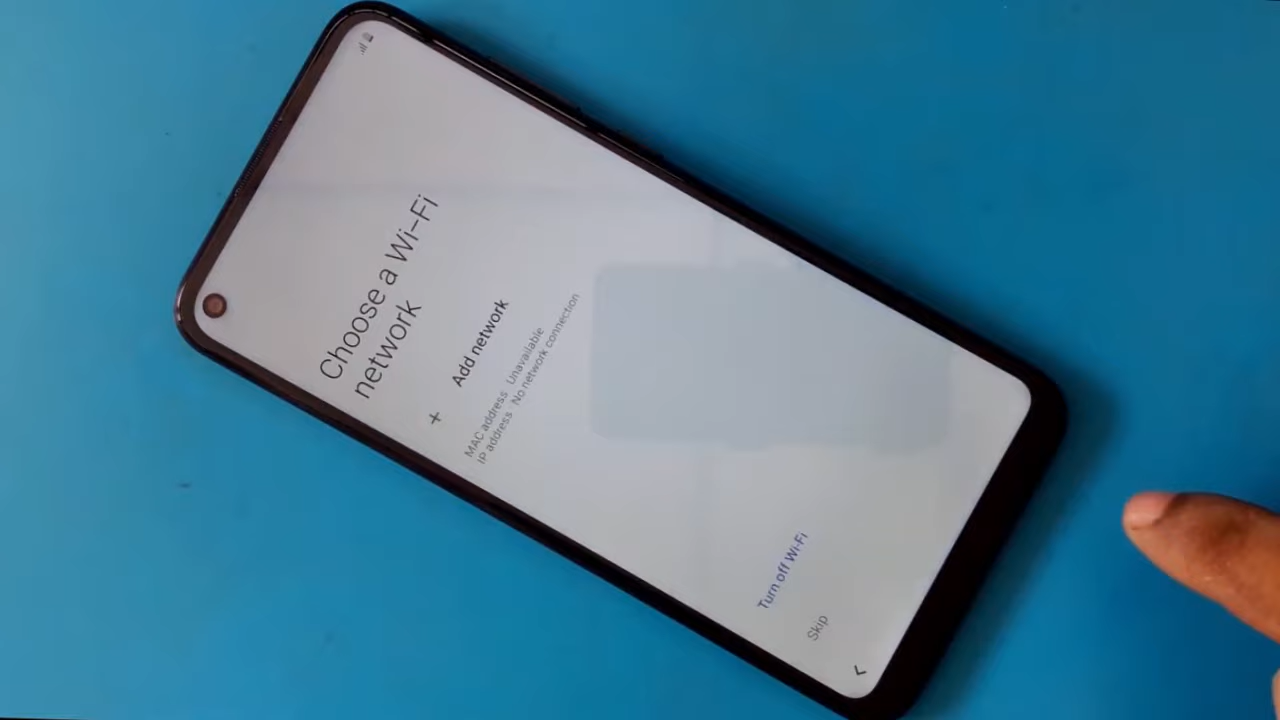 Choose a Wi-Fi
network
+ Add network
MAC address Unavailable
IP address No network connection
Turn off Wi-Fi
Skip